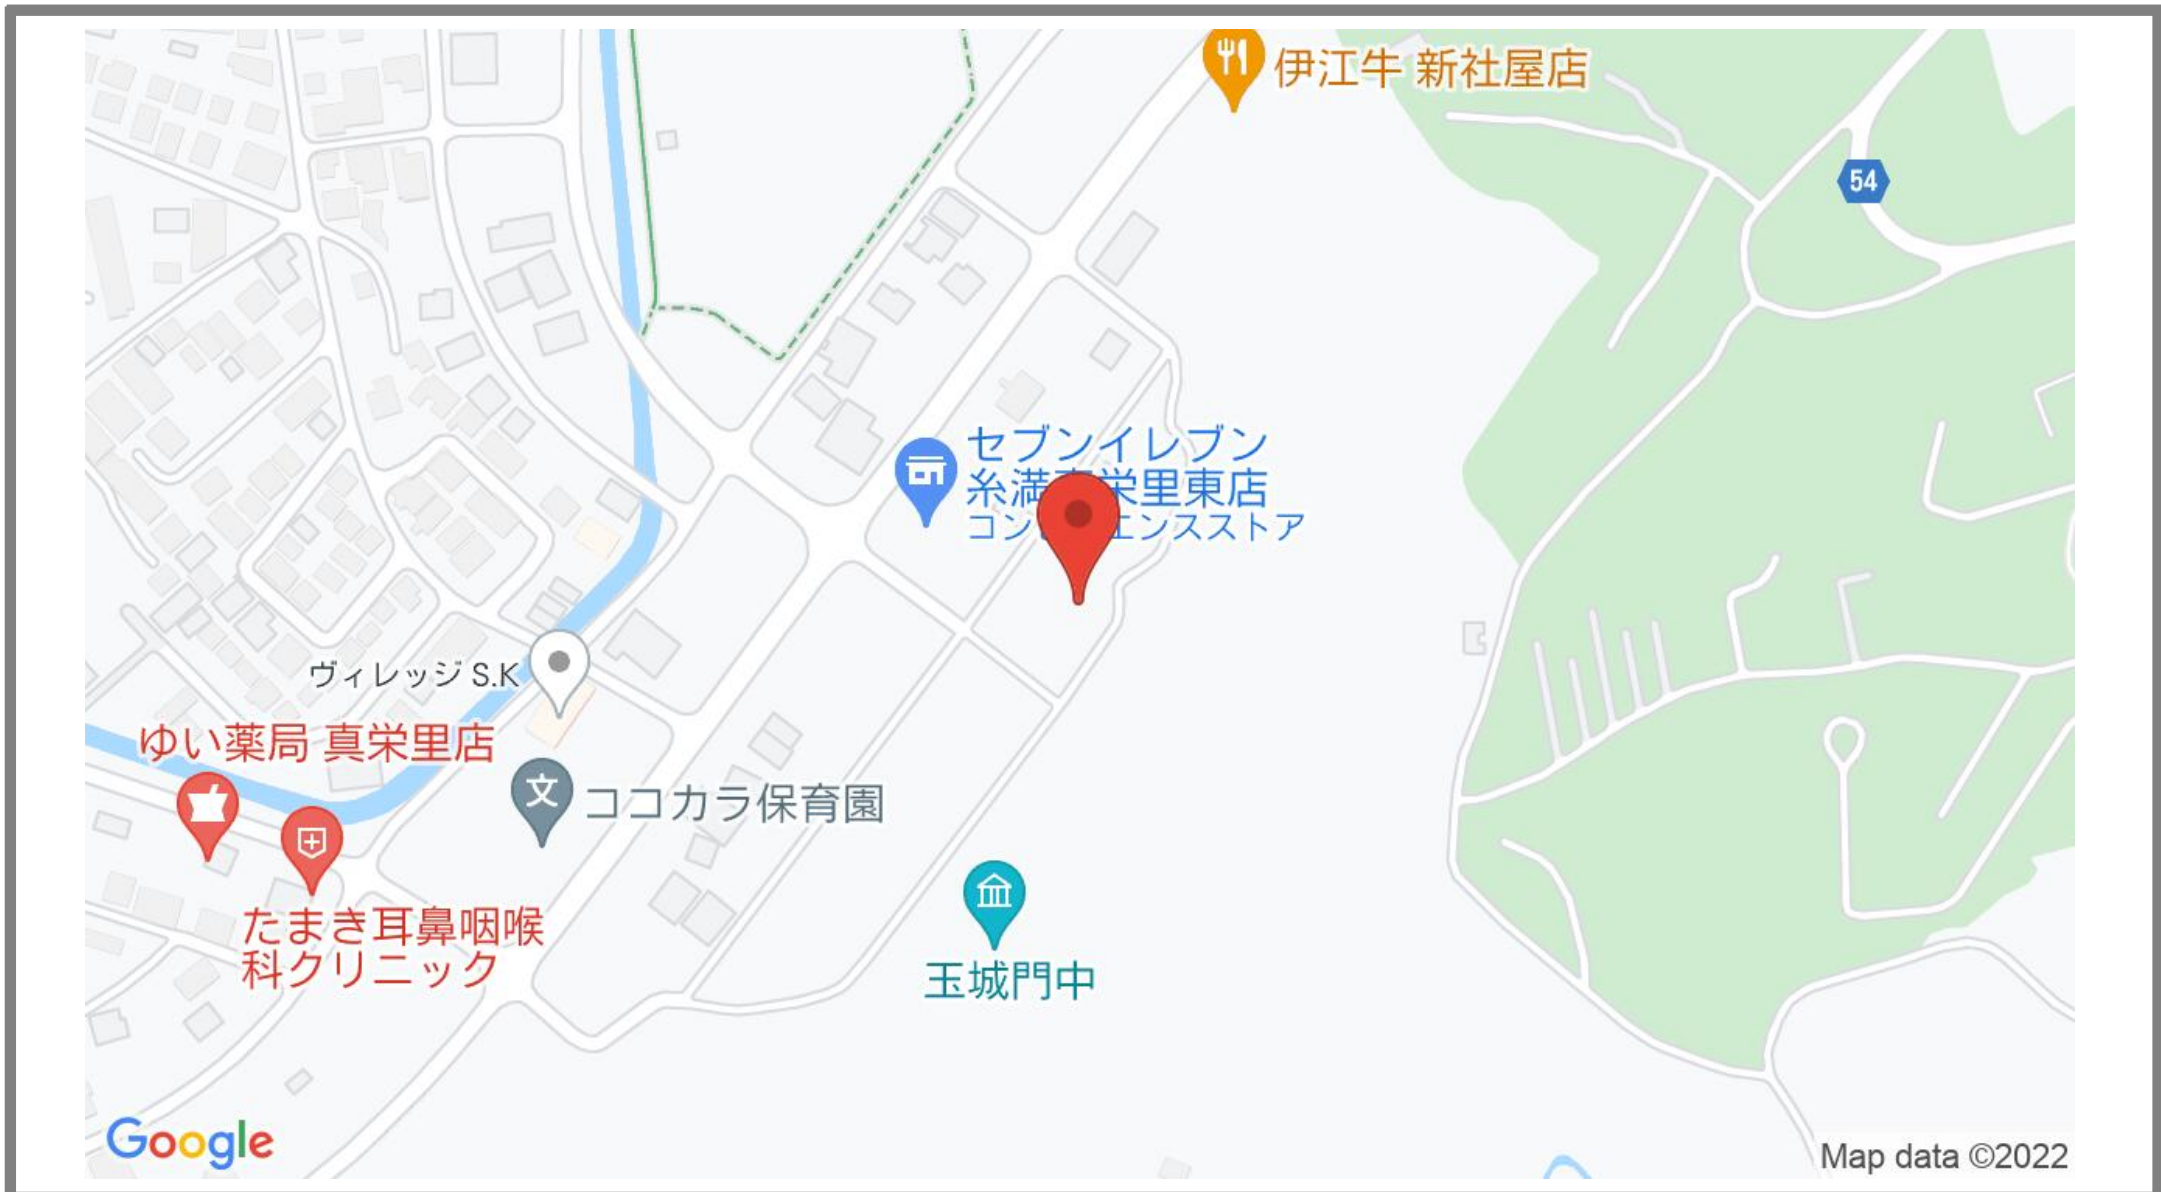 伊江牛 新社屋店
54
セブンイレブン
糸満 栄里東店
コン エンスストア
ヴィレッジ S.K
ゆい薬局 真栄里店
文
ココカラ保育園
たまき耳鼻咽喉
科クリニック
玉城門中
Google
Map data ©2022